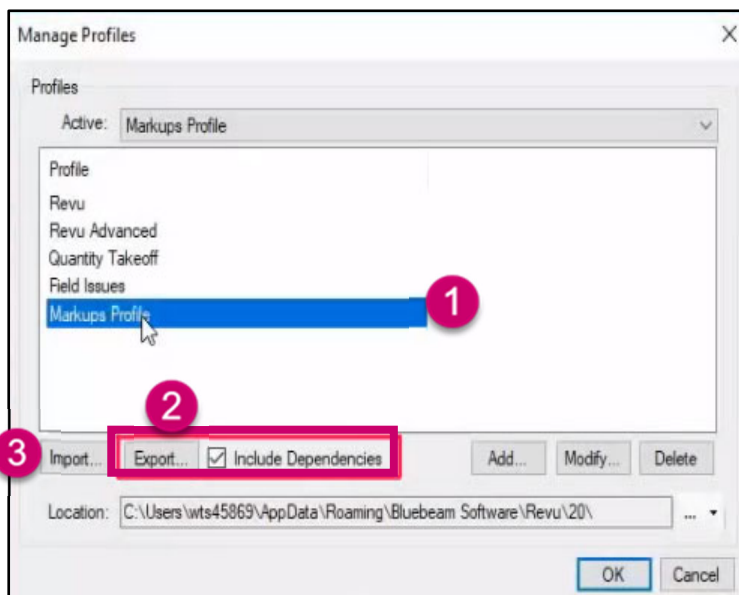 Manage Profiles
Profiles
Active: Markups Profile
Profile
Revu
Revu Advanced
Quantity Takeoff
Field Issues
Markups Profile
1
2
3 Import... Export... Include Dependencies Add... Modify... Delete
Location: C:\Users\wts45869\AppData\Roaming\Bluebeam Software\Revu\20\ ...
OK Cancel